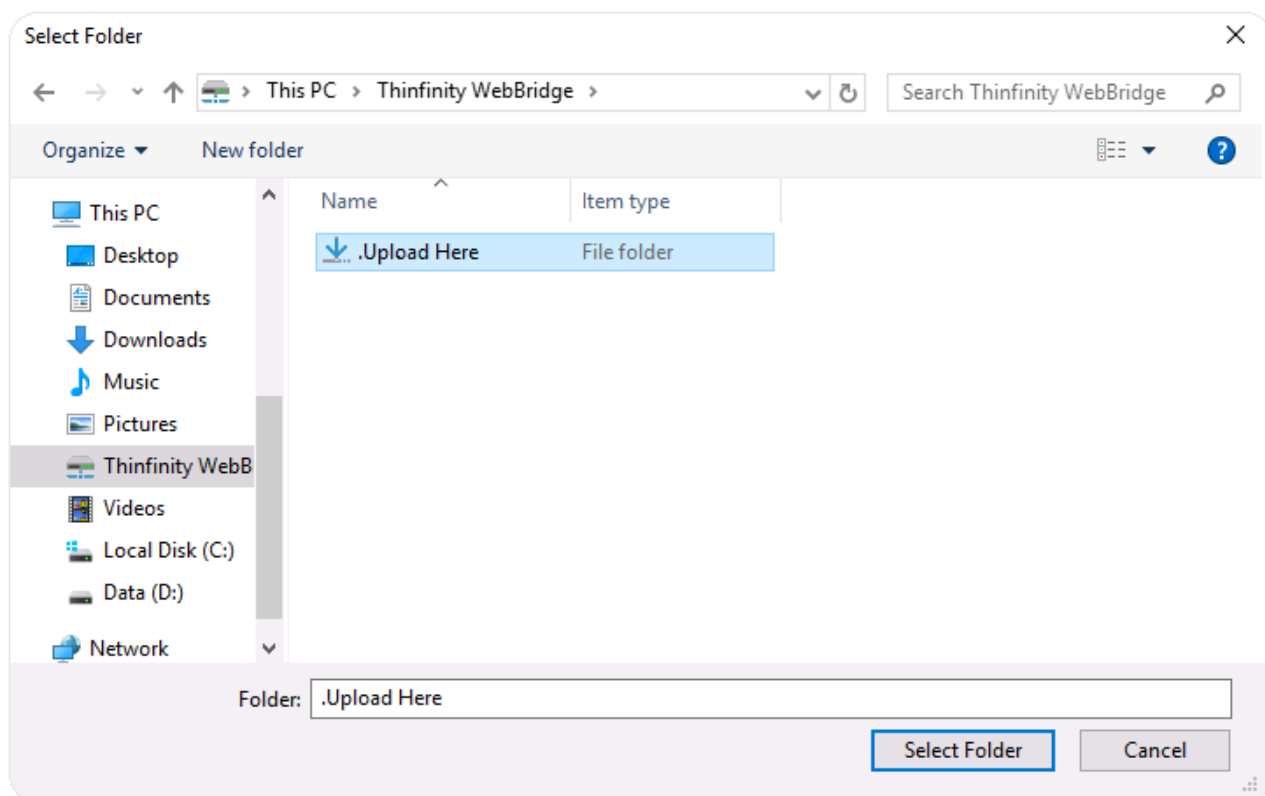 Select Folder
This PC > Thinfinity WebBridge >
Search Thinfinity WebBridge
Organize
New folder
This PC
Desktop
Documents
Downloads
Music
Pictures
Thinfinity WebB
Videos
Local Disk (C:)
Data (D:)
Network
Name
Item type
.Upload Here
File folder
Folder:
.Upload Here
Select Folder
Cancel